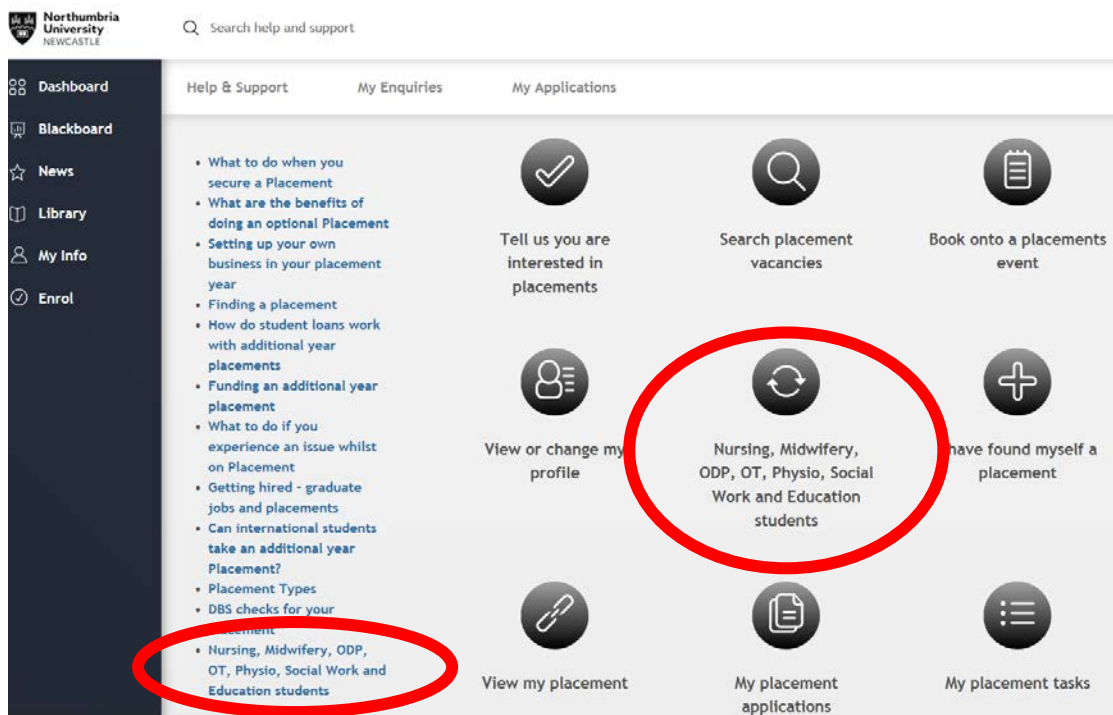 Northumbria
University
NEWCASTLE
Search help and support
Dashboard
Blackboard
News
Library
My Info
Enrol
Help & Support
My Enquiries
My Applications
• What to do when you
secure a Placement
• What are the benefits of
doing an optional Placement
• Setting up your own
business in your placement
year
• Finding a placement
• How do student loans work
with additional year
placements
• Funding an additional year
placement
• What to do if you
experience an issue whilst
on Placement
• Getting hired - graduate
jobs and placements
• Can international students
take an additional year
Placement?
• Placement Types
• DBS checks for your
• Nursing, Midwifery, ODP,
OT, Physio, Social Work and
Education students
Tell us you are
interested in
placements
Search placement
vacancies
Book onto a placements
event
View or change my
profile
Nursing, Midwifery,
ODP, OT, Physio, Social
Work and Education
students
have found myself a
placement
View my placement
My placement
applications
My placement tasks